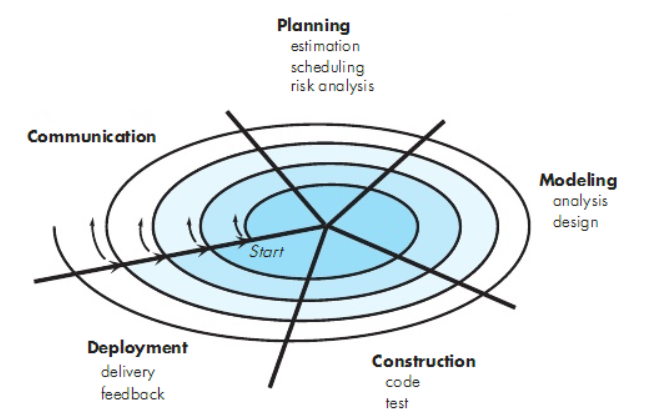 Planning
estimation
scheduling
risk analysis
Communication
Modeling
analysis
design
Start
Deployment
delivery
feedback
Construction
code
test